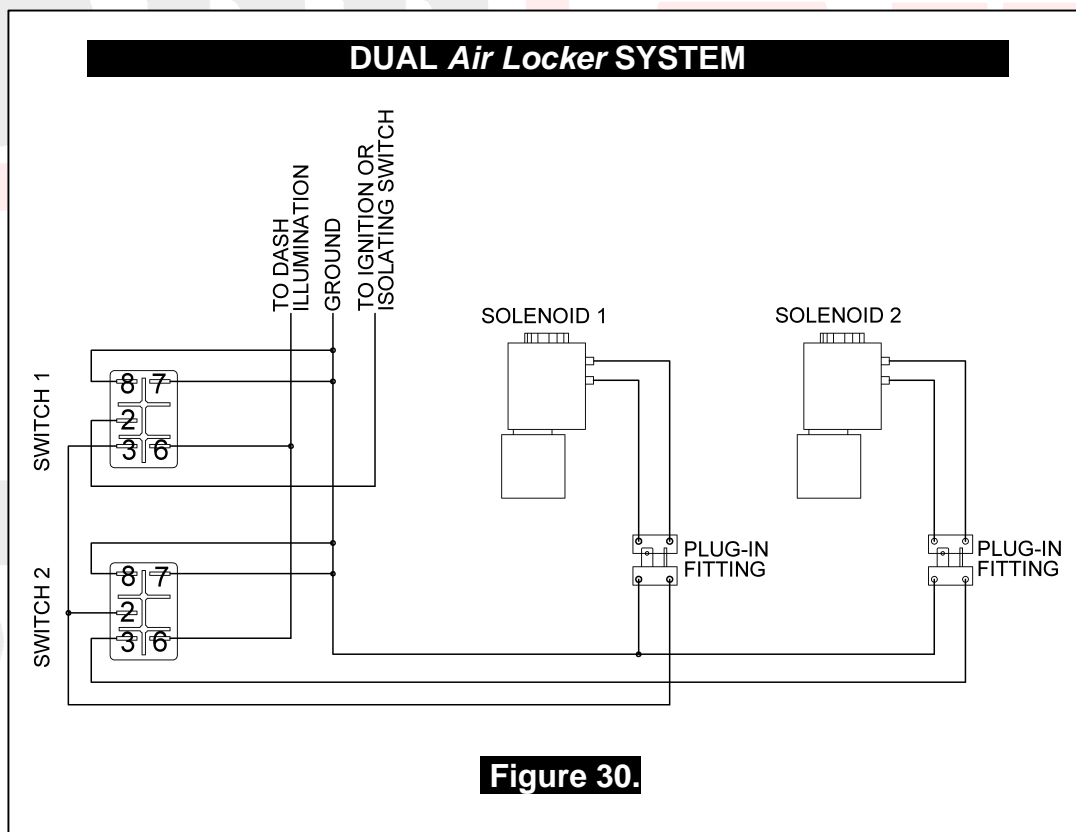 DUAL Air Locker SYSTEM
TO DASH
ILLUMINATION
GROUND
TO IGNITION OR
ISOLATING SWITCH
SOLENOID 1
SOLENOID 2
SWITCH 1
8 7
2
3 6
PLUG-IN
FITTING
PLUG-IN
FITTING
SWITCH 2
8 7
2
3 6
Figure 30.